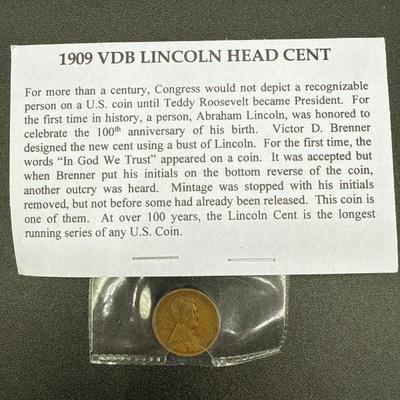 1909 VDB LINCOLN HEAD CENT
For more than a century, Congress would not depict a recognizable
person on a U.S. coin until Teddy Roosevelt became President. For
the first time in history, a person, Abraham Lincoln, was honored to
celebrate the 100th anniversary of his birth. Victor D. Brenner
designed the new cent using a bust of Lincoln. For the first time, the
words “In God We Trust” appeared on a coin. It was accepted but
when Brenner put his initials on the bottom reverse of the coin,
another outcry was heard. Mintage was stopped with his initials
removed, but not before some had already been released. This coin is
one of them. At over 100 years, the Lincoln Cent is the longest
running series of any U.S. Coin.